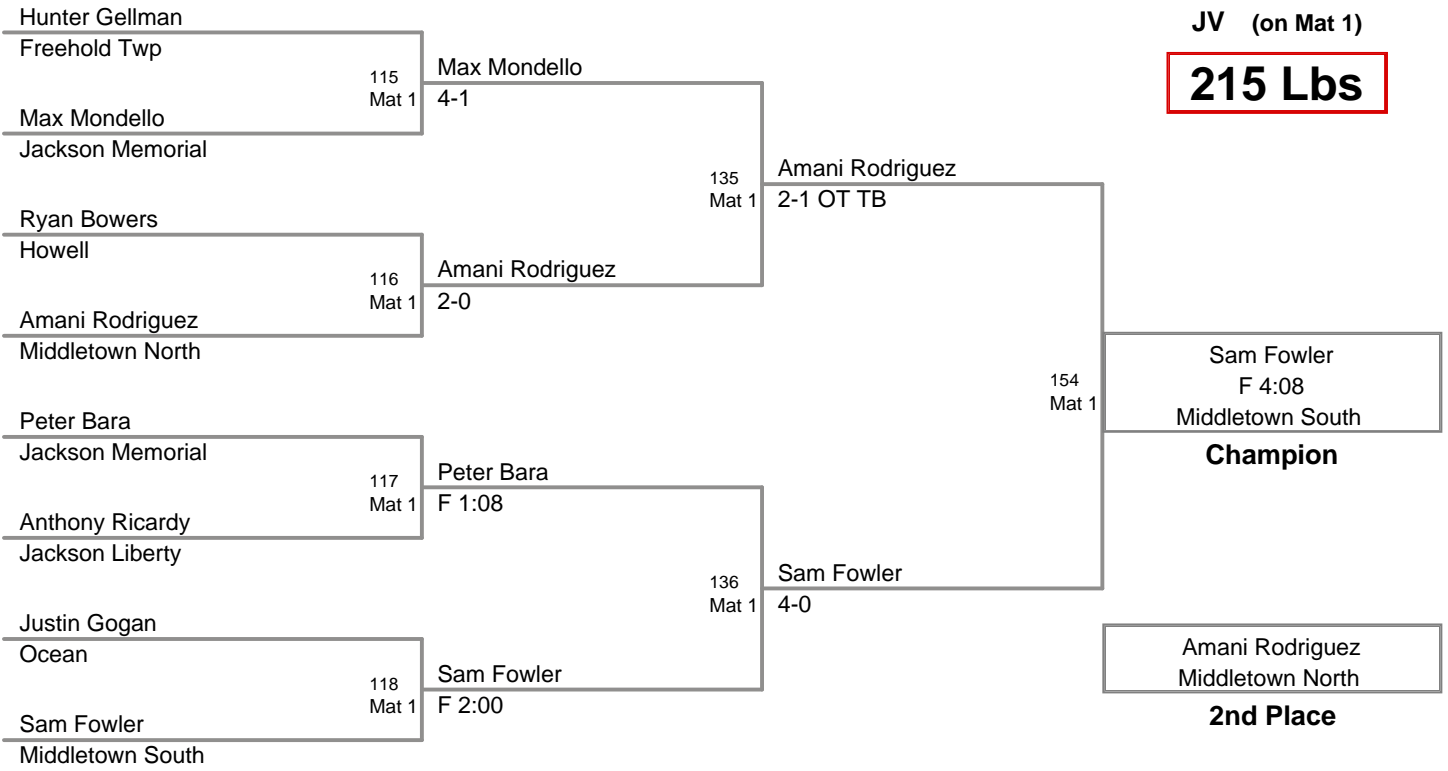 Hunter Gellman
Freehold Twp
115
Mat 1
Max Mondello
4-1
Max Mondello
Jackson Memorial
Ryan Bowers
Howell
116
Mat 1
Amani Rodriguez
2-0
Amani Rodriguez
Middletown North
135
Mat 1
Amani Rodriguez
2-1 OT TB
Peter Bara
Jackson Memorial
117
Mat 1
Peter Bara
F 1:08
Anthony Ricardy
Jackson Liberty
Justin Gogan
Ocean
118
Mat 1
Sam Fowler
F 2:00
Sam Fowler
Middletown South
136
Mat 1
Sam Fowler
4-0
154
Mat 1
JV (on Mat 1)
215 Lbs
Sam Fowler
F 4:08
Middletown South
Champion
Amani Rodriguez
Middletown North
2nd Place